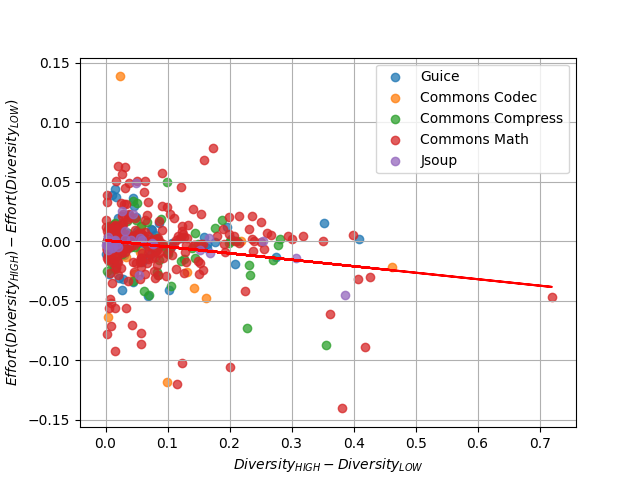 0.15
0.10
0.05
0.00
−0.05
−0.10
−0.15
Effort(Diversity_HIGH) − Effort(Diversity_LOW)
Guice
Commons Codec
Commons Compress
Commons Math
Jsoup
0.0 0.1 0.2 0.3 0.4 0.5 0.6 0.7
Diversity_HIGH − Diversity_LOW